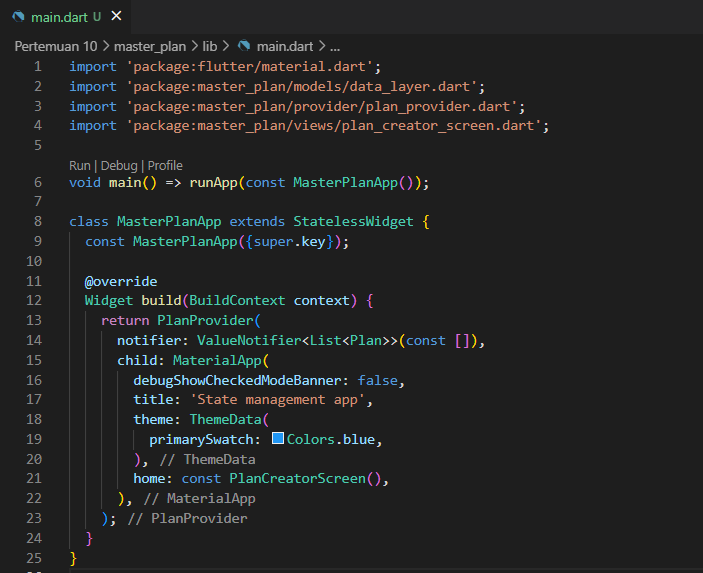 main.dart U
Pertemuan 10 > master_plan > lib > main.dart > ...
1 import 'package:flutter/material.dart';
2 import 'package:master_plan/models/data_layer.dart';
3 import 'package:master_plan/provider/plan_provider.dart';
4 import 'package:master_plan/views/plan_creator_screen.dart';
5
Run | Debug | Profile
6 void main() => runApp(const MasterPlanApp());
7
8 class MasterPlanApp extends StatelessWidget {
9   const MasterPlanApp({super.key});
10
11   @override
12   Widget build(BuildContext context) {
13     return PlanProvider(
14       notifier: ValueNotifier<List<Plan>>(const []),
15       child: MaterialApp(
16         debugShowCheckedModeBanner: false,
17         title: 'State management app',
18         theme: ThemeData(
19           primarySwatch: Colors.blue,
20         ), // ThemeData
21         home: const PlanCreatorScreen(),
22       ), // MaterialApp
23     ); // PlanProvider
24   }
25 }